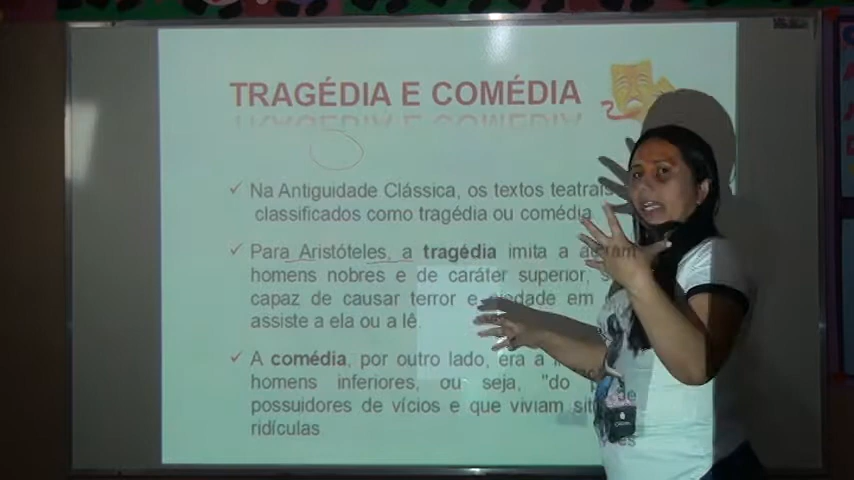 TRAGÉDIA E COMÉDIA
Na Antiguidade Clássica, os textos teatrais
classificados como tragédia ou comédia
Para Aristóteles, a tragédia imita a
homens nobres e de caráter superior,
capaz de causar terror e piedade em
assiste a ela ou a lê.
A comédia, por outro lado, era a
homens inferiores, ou seja, "do
possuidores de vícios e que viviam
ridículas